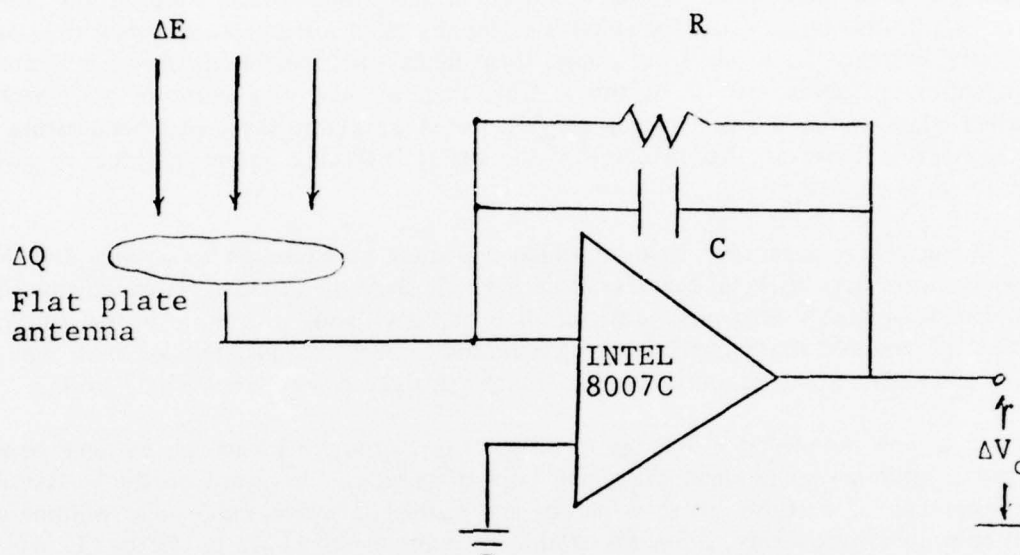 ΔE
R
ΔQ
C
Flat plate
antenna
INTEL
8007C
ΔV